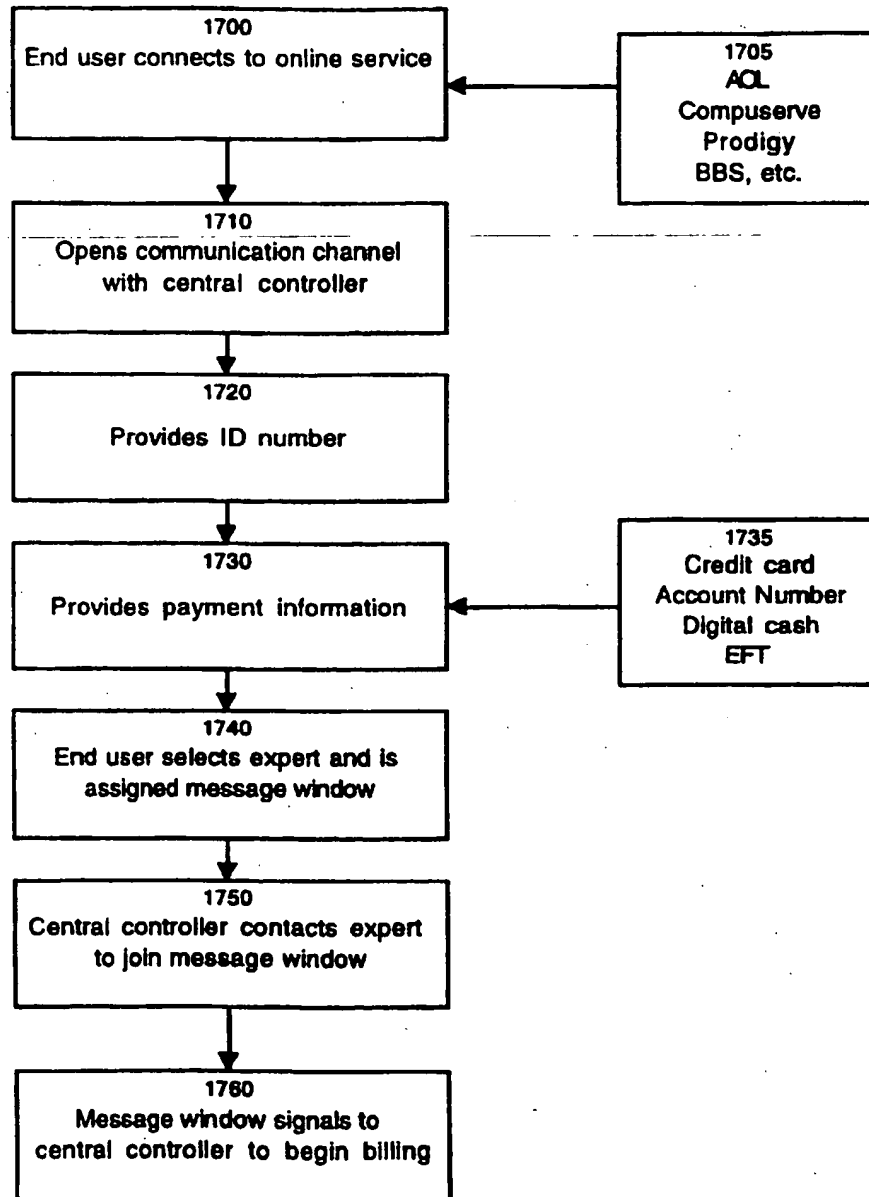 1700
End user connects to online service
1705
AOL
Compuserve
Prodigy
BBS, etc.
1710
Opens communication channel
with central controller
1720
Provides ID number
1730
Provides payment information
1735
Credit card
Account Number
Digital cash
EFT
1740
End user selects expert and is
assigned message window
1750
Central controller contacts expert
to join message window
1760
Message window signals to
central controller to begin billing